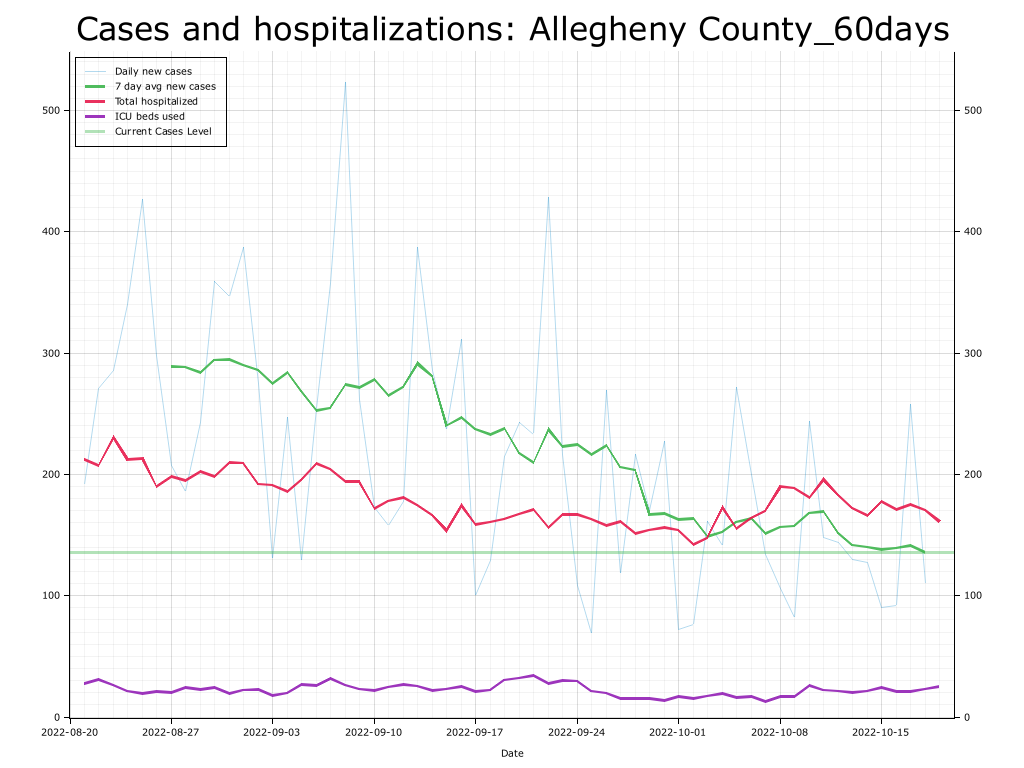 Cases and hospitalizations: Allegheny County_60days
Daily new cases
7 day avg new cases
Total hospitalized
ICU beds used
Current Cases Level
500 500
400 400
300 300
200 200
100 100
0 0
2022-08-20 2022-08-27 2022-09-03 2022-09-10 2022-09-17 2022-09-24 2022-10-01 2022-10-08 2022-10-15
Date